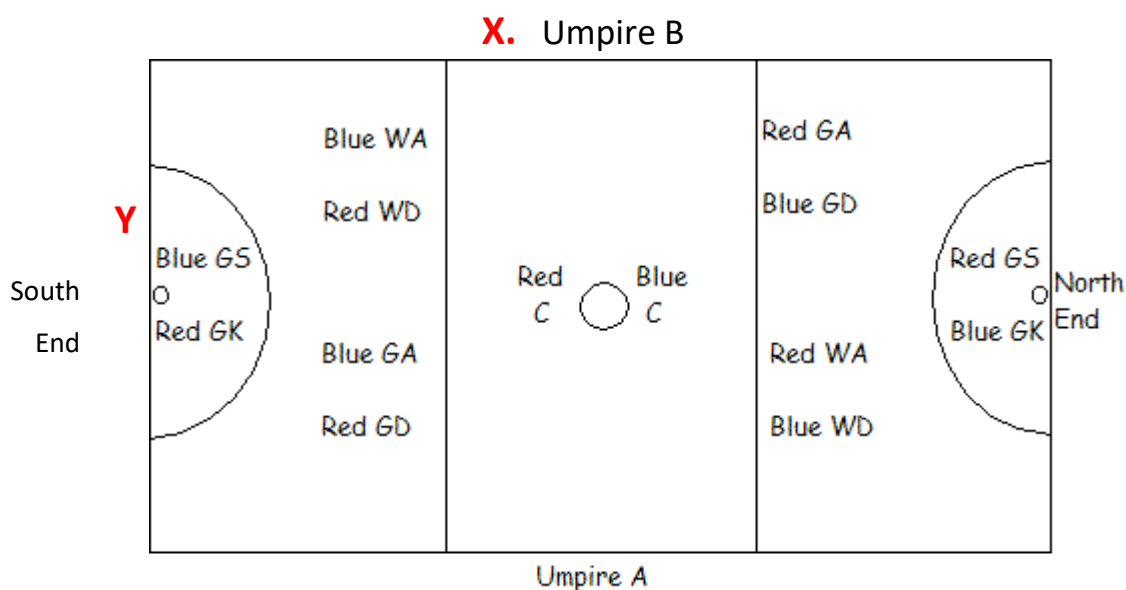 X. Umpire B
Blue WA
Red GA
Red WD
Blue GD
Y
Blue GS
Red GS
South
End
North
End
Red
C
Blue
C
Red GK
Blue GK
Blue GA
Red WA
Red GD
Blue WD
Umpire A